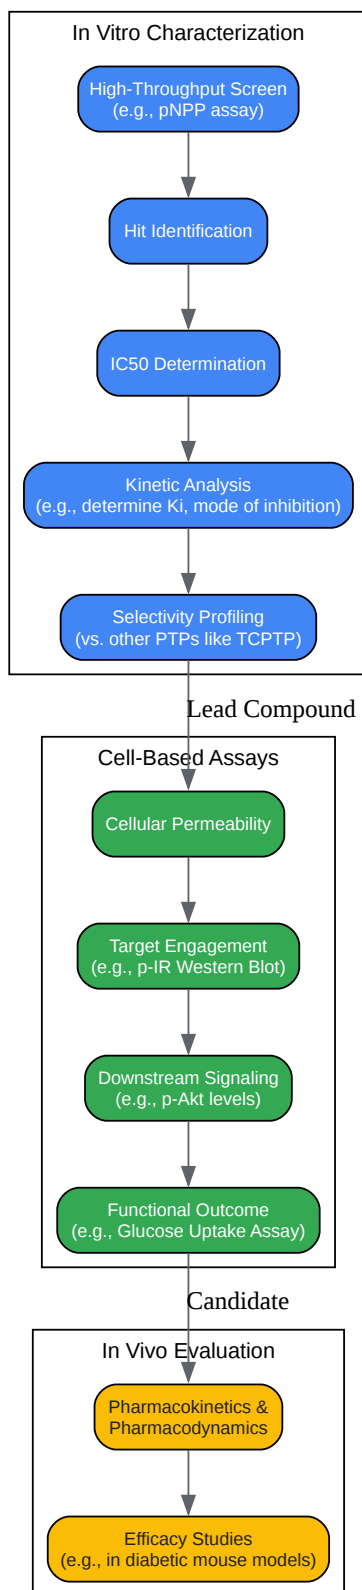 In Vitro Characterization
High-Throughput Screen
(e.g., pNPP assay)
Hit Identification
IC50 Determination
Kinetic Analysis
(e.g., determine Ki, mode of inhibition)
Selectivity Profiling
(vs. other PTPs like TCPTP)
Lead Compound
Cell-Based Assays
Cellular Permeability
Target Engagement
(e.g., p-IR Western Blot)
Downstream Signaling
(e.g., p-Akt levels)
Functional Outcome
(e.g., Glucose Uptake Assay)
Candidate
In Vivo Evaluation
Pharmacokinetics &
Pharmacodynamics
Efficacy Studies
(e.g., in diabetic mouse models)